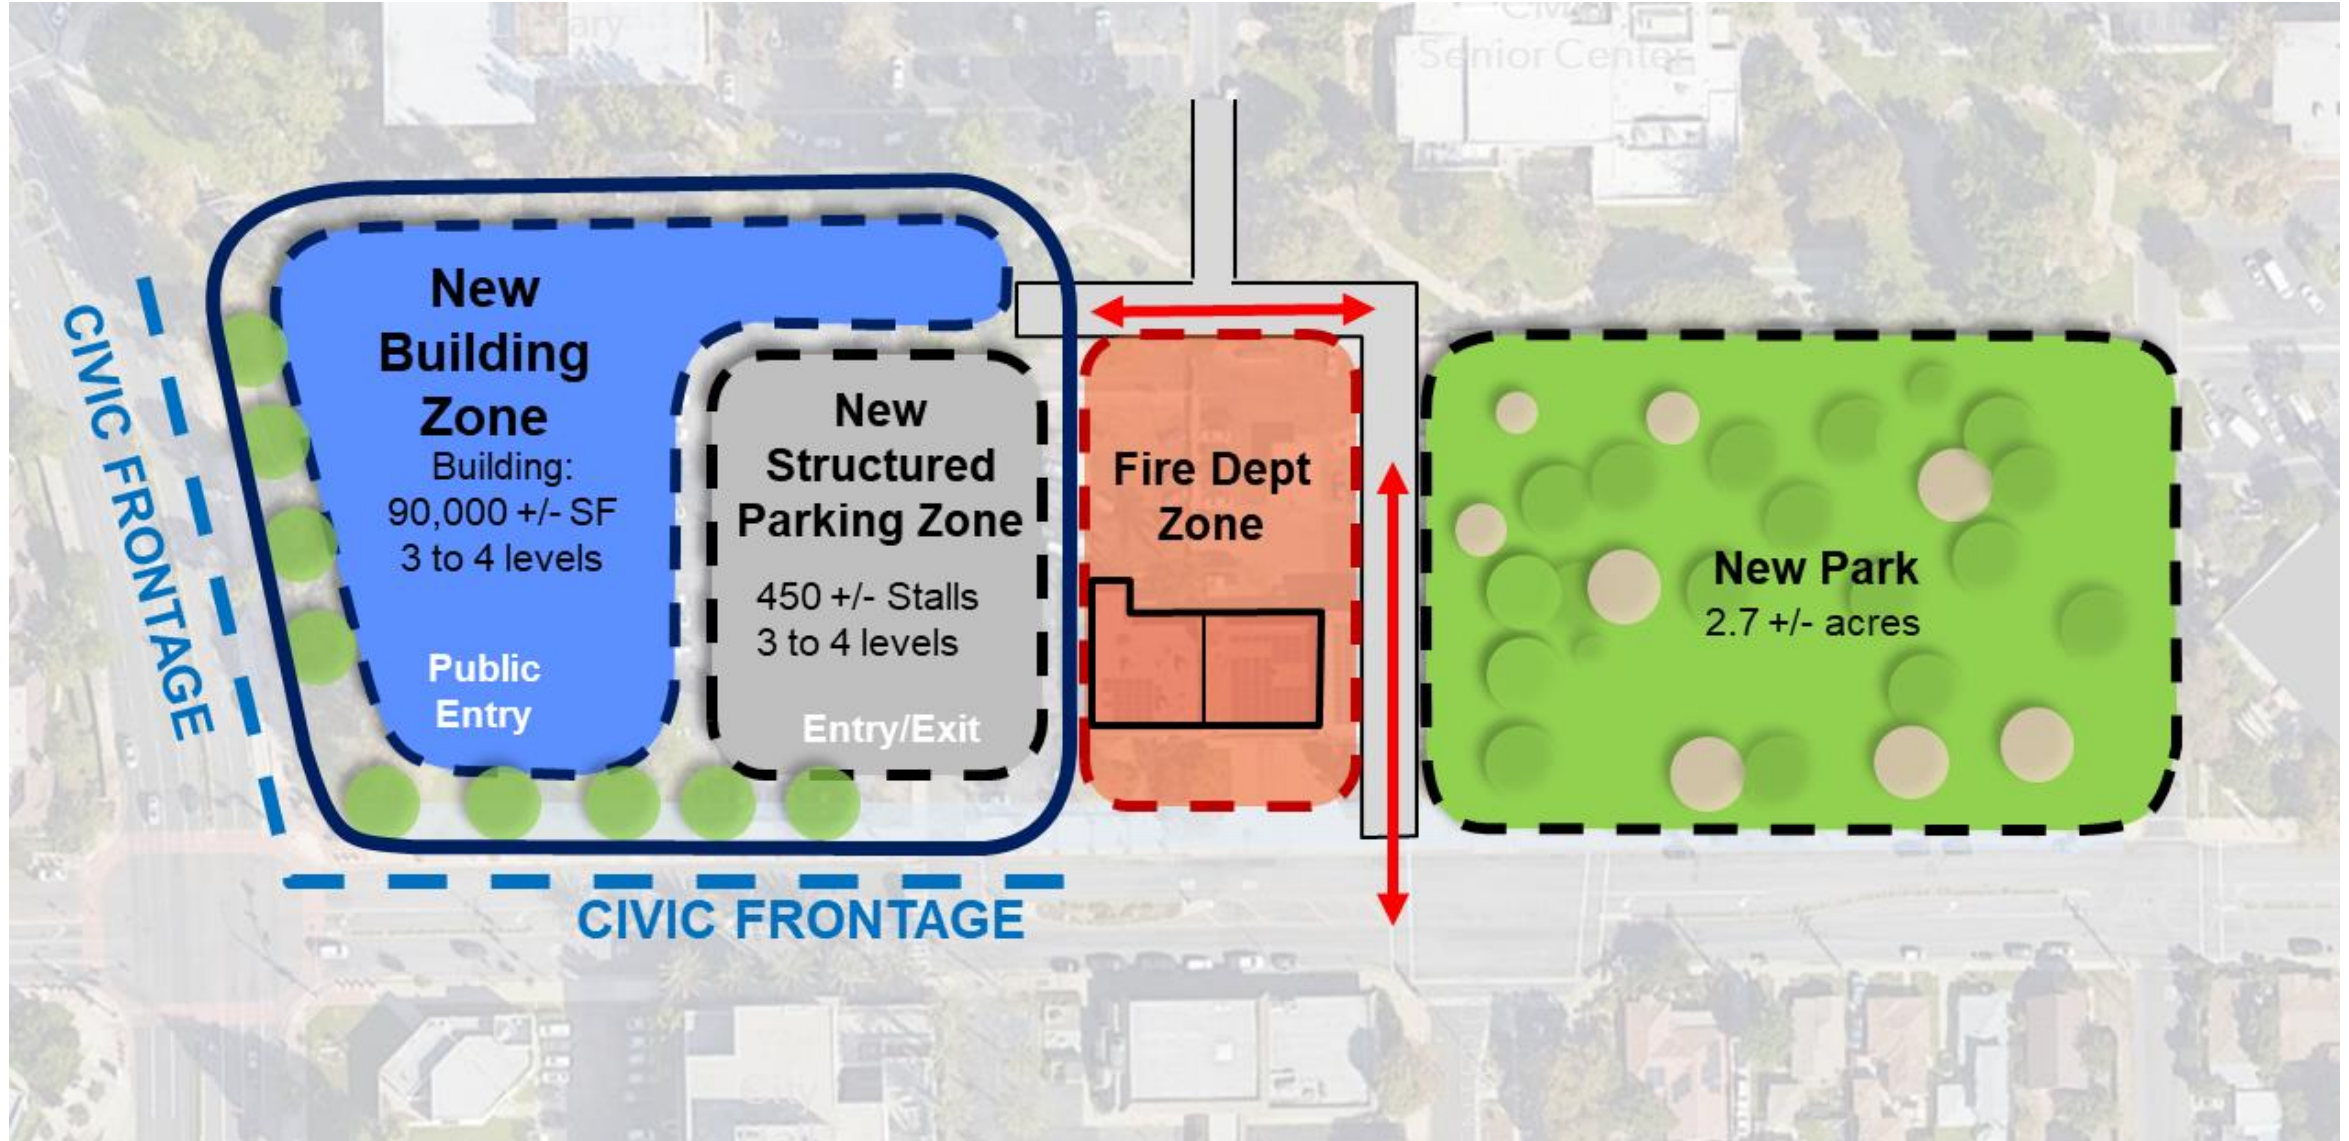 Senior Center
New
Building
Zone
Building:
90,000 +/- SF
3 to 4 levels
Public
Entry
New
Structured
Parking Zone
450 +/- Stalls
3 to 4 levels
Entry/Exit
Fire Dept
Zone
New Park
2.7 +/- acres
CIVIC FRONTAGE
CIVIC FRONTAGE
City